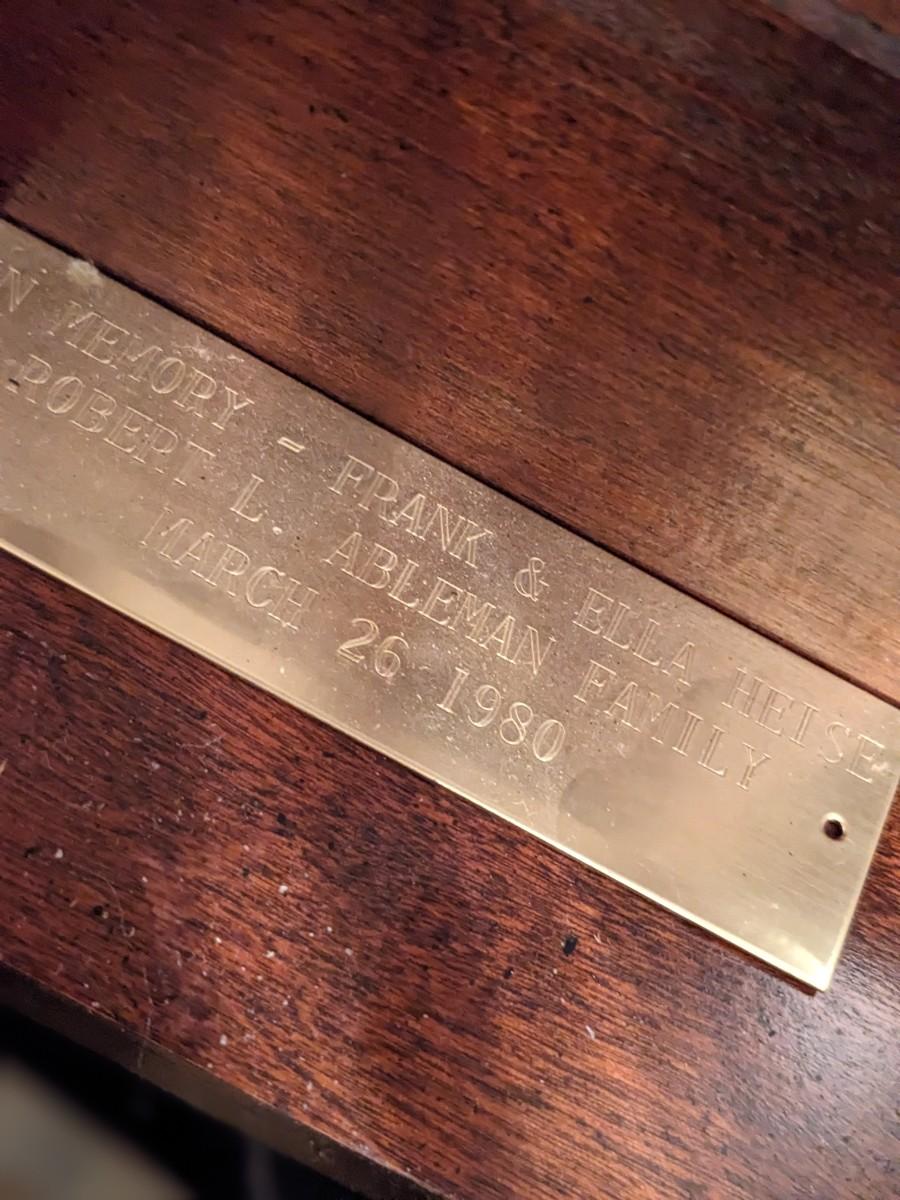 N MEMORY - FRANK & ELLA HEISE
ROBERT L. ABLEMAN FAMILY
MARCH 26 1980